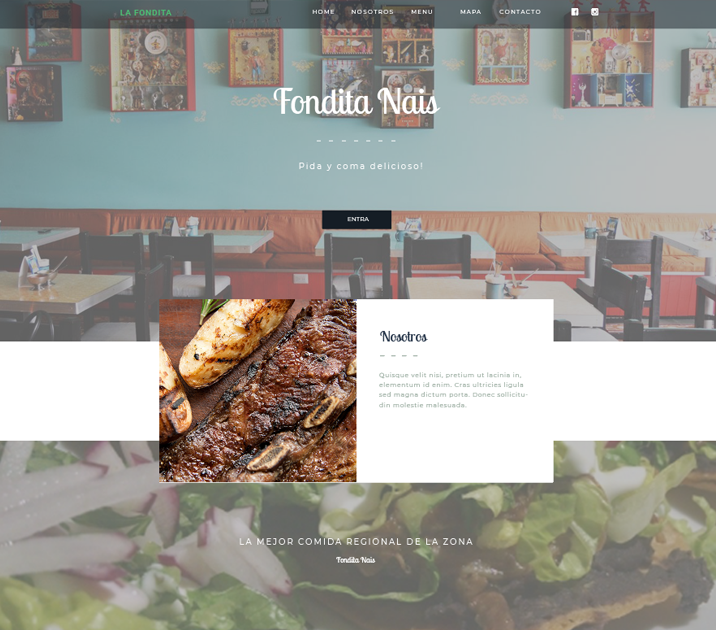 LA FONDITA
HOME NOSOTROS MENU MAPA CONTACTO
Fondita Nais
Pida y coma delicioso!
ENTRA
Nosotros
Quisque velit nisi, pretium ut lacinia in,
elementum id enim. Cras ultricies ligula
sed magna dictum porta. Donec sollicitu-
din molestie malesuada.
LA MEJOR COMIDA REGIONAL DE LA ZONA
Fondita Nais